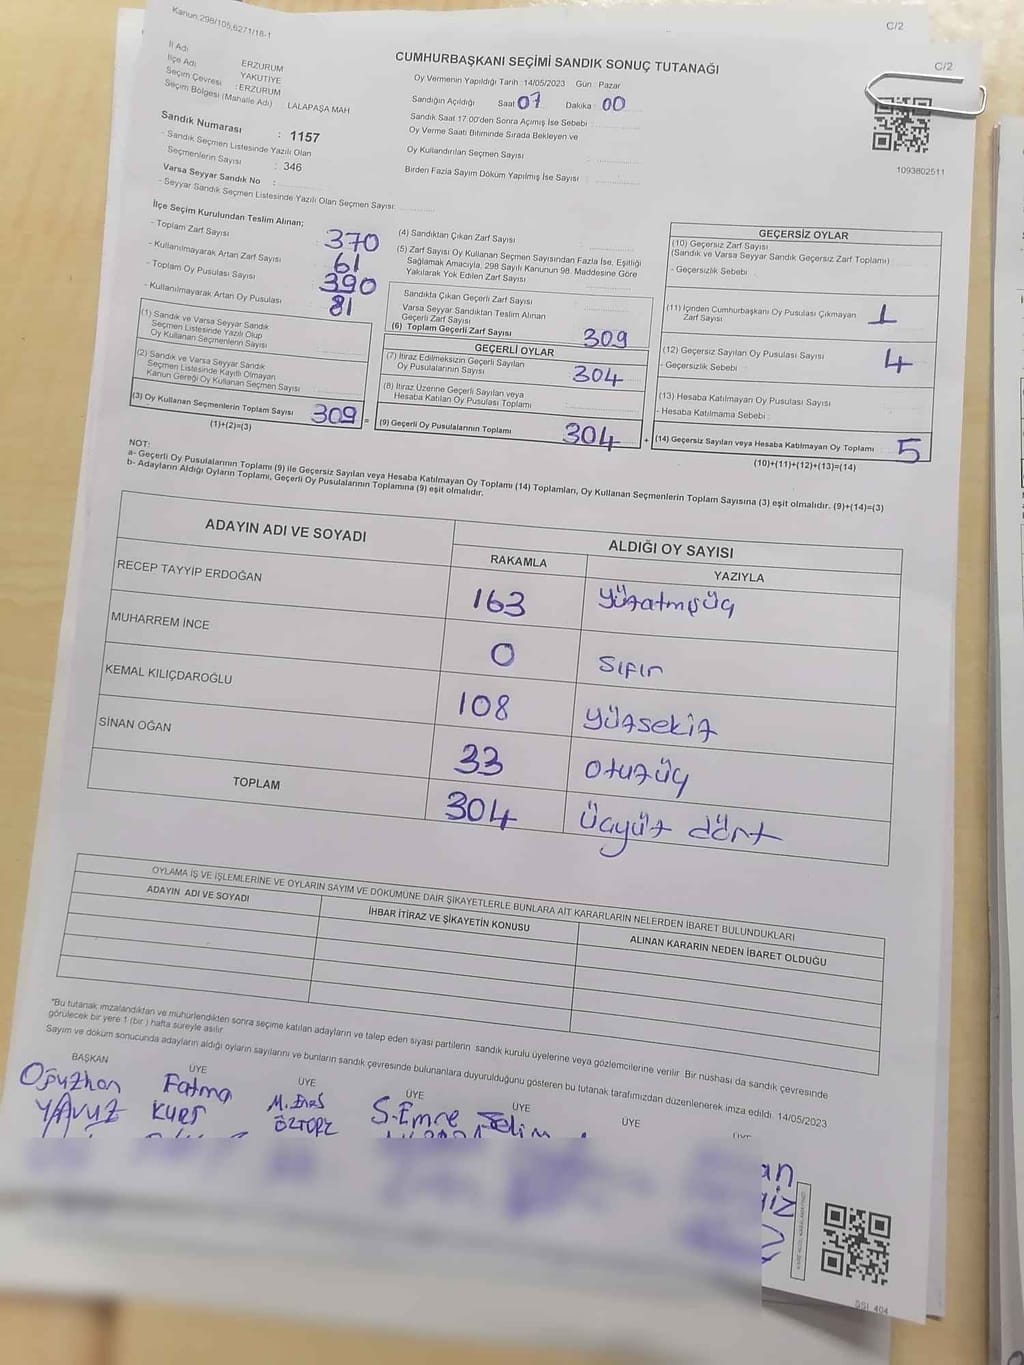 Kanun:298/105,6271/18-1
C/2
C/2
İl Adı ERZURUM
İlçe Adı YAKUTİYE
Seçim Çevresi : ERZURUM
Seçim Bölgesi (Mahalle Adı) LALAPAŞA MAH
Sandık Numarası : 1157
- Sandık Seçmen Listesinde Yazılı Olan
Seçmenlerin Sayısı : 346
Varsa Seyyar Sandık No :
- Seyyar Sandık Seçmen Listesinde Yazılı Olan Seçmen Sayısı:
CUMHURBAŞKANI SEÇİMİ SANDIK SONUÇ TUTANAĞI
Oy Vermenin Yapıldığı Tarih :14/05/2023 Gün : Pazar
Sandığın Açıldığı Saat 07 Dakika : 00
Sandık Saat 17.00'den Sonra Açılmış İse Sebebi :
Oy Verme Saati Bitiminde Sırada Bekleyen ve
Oy Kullandırılan Seçmen Sayısı :
Birden Fazla Sayım Döküm Yapılmış İse Sayısı :
1093802511
İlçe Seçim Kurulundan Teslim Alınan;
- Toplam Zarf Sayısı 370
- Kullanılmayarak Artan Zarf Sayısı 61
- Toplam Oy Pusulası Sayısı 390
- Kullanılmayarak Artan Oy Pusulası 81
(1) Sandık ve Varsa Seyyar Sandık
Seçmen Listesinde Yazılı Olup
Oy Kullanan Seçmenlerin Sayısı
(2) Sandık ve Varsa Seyyar Sandık
Seçmen Listesinde Kayıtlı Olmayan
Kanun Gereği Oy Kullanan Seçmen Sayısı
(3) Oy Kullanan Seçmenlerin Toplam Sayısı 309 =
(1)+(2)=(3)
(4) Sandıktan Çıkan Zarf Sayısı
(5) Zarf Sayısı Oy Kullanan Seçmen Sayısından Fazla İse, Eşitliği
Sağlamak Amacıyla, 298 Sayılı Kanunun 98. Maddesine Göre
Yakılarak Yok Edilen Zarf Sayısı
Sandıkta Çıkan Geçerli Zarf Sayısı
Varsa Seyyar Sandıktan Teslim Alınan
Geçerli Zarf Sayısı
(6) Toplam Geçerli Zarf Sayısı 309
GEÇERLİ OYLAR
(7) İtiraz Edilmeksizin Geçerli Sayılan
Oy Pusulalarının Sayısı 304
(8) İtiraz Üzerine Geçerli Sayılan veya
Hesaba Katılan Oy Pusulası Toplamı
(9) Geçerli Oy Pusulalarının Toplamı 304 +
GEÇERSİZ OYLAR
(10) Geçersiz Zarf Sayısı
(Sandık ve Varsa Seyyar Sandık Geçersiz Zarf Toplamı)
- Geçersizlik Sebebi :
(11) İçinden Cumhurbaşkanı Oy Pusulası Çıkmayan
Zarf Sayısı 1
(12) Geçersiz Sayılan Oy Pusulası Sayısı 4
- Geçersizlik Sebebi :
(13) Hesaba Katılmayan Oy Pusulası Sayısı
- Hesaba Katılmama Sebebi :
(14) Geçersiz Sayılan veya Hesaba Katılmayan Oy Toplamı 5
(10)+(11)+(12)+(13)=(14)
NOT:
a- Geçerli Oy Pusulalarının Toplamı (9) ile Geçersiz Sayılan veya Hesaba Katılmayan Oy Toplamı (14) Toplamları, Oy Kullanan Seçmenlerin Toplam Sayısına (3) eşit olmalıdır. (9)+(14)=(3)
b- Adayların Aldığı Oyların Toplamı, Geçerli Oy Pusulalarının Toplamına (9) eşit olmalıdır.
ADAYIN ADI VE SOYADI ALDIĞI OY SAYISI
RAKAMLA YAZIYLA
RECEP TAYYİP ERDOĞAN 163 Yüzatmışüç
MUHARREM İNCE 0 Sıfır
KEMAL KILIÇDAROĞLU 108 yüzsekiz
SİNAN OĞAN 33 otuzüç
TOPLAM 304 üçyüz dört
OYLAMA İŞ VE İŞLEMLERİNE VE OYLARIN SAYIM VE DÖKÜMÜNE DAİR ŞİKAYETLERLE BUNLARA AİT KARARLARIN NELERDEN İBARET BULUNDUKLARI
ADAYIN ADI VE SOYADI İHBAR İTİRAZ VE ŞİKAYETİN KONUSU ALINAN KARARIN NEDEN İBARET OLDUĞU
*Bu tutanak imzalandıktan ve mühürlendikten sonra seçime katılan adayların ve talep eden siyasi partilerin sandık kurulu üyelerine veya gözlemcilerine verilir. Bir nüshası da sandık çevresinde
görülecek bir yere 1 (bir ) hafta süreyle asılır.
Sayım ve döküm sonucunda adayların aldığı oyların sayılarını ve bunların sandık çevresinde bulunanlara duyurulduğunu gösteren bu tutanak tarafımızdan düzenlenerek imza edildi. 14/05/2023
BAŞKAN ÜYE ÜYE ÜYE ÜYE ÜYE
Oğuzhan Fatma M. Enes S. Emre Selim
YAVUZ KURŞ
SSİ 404